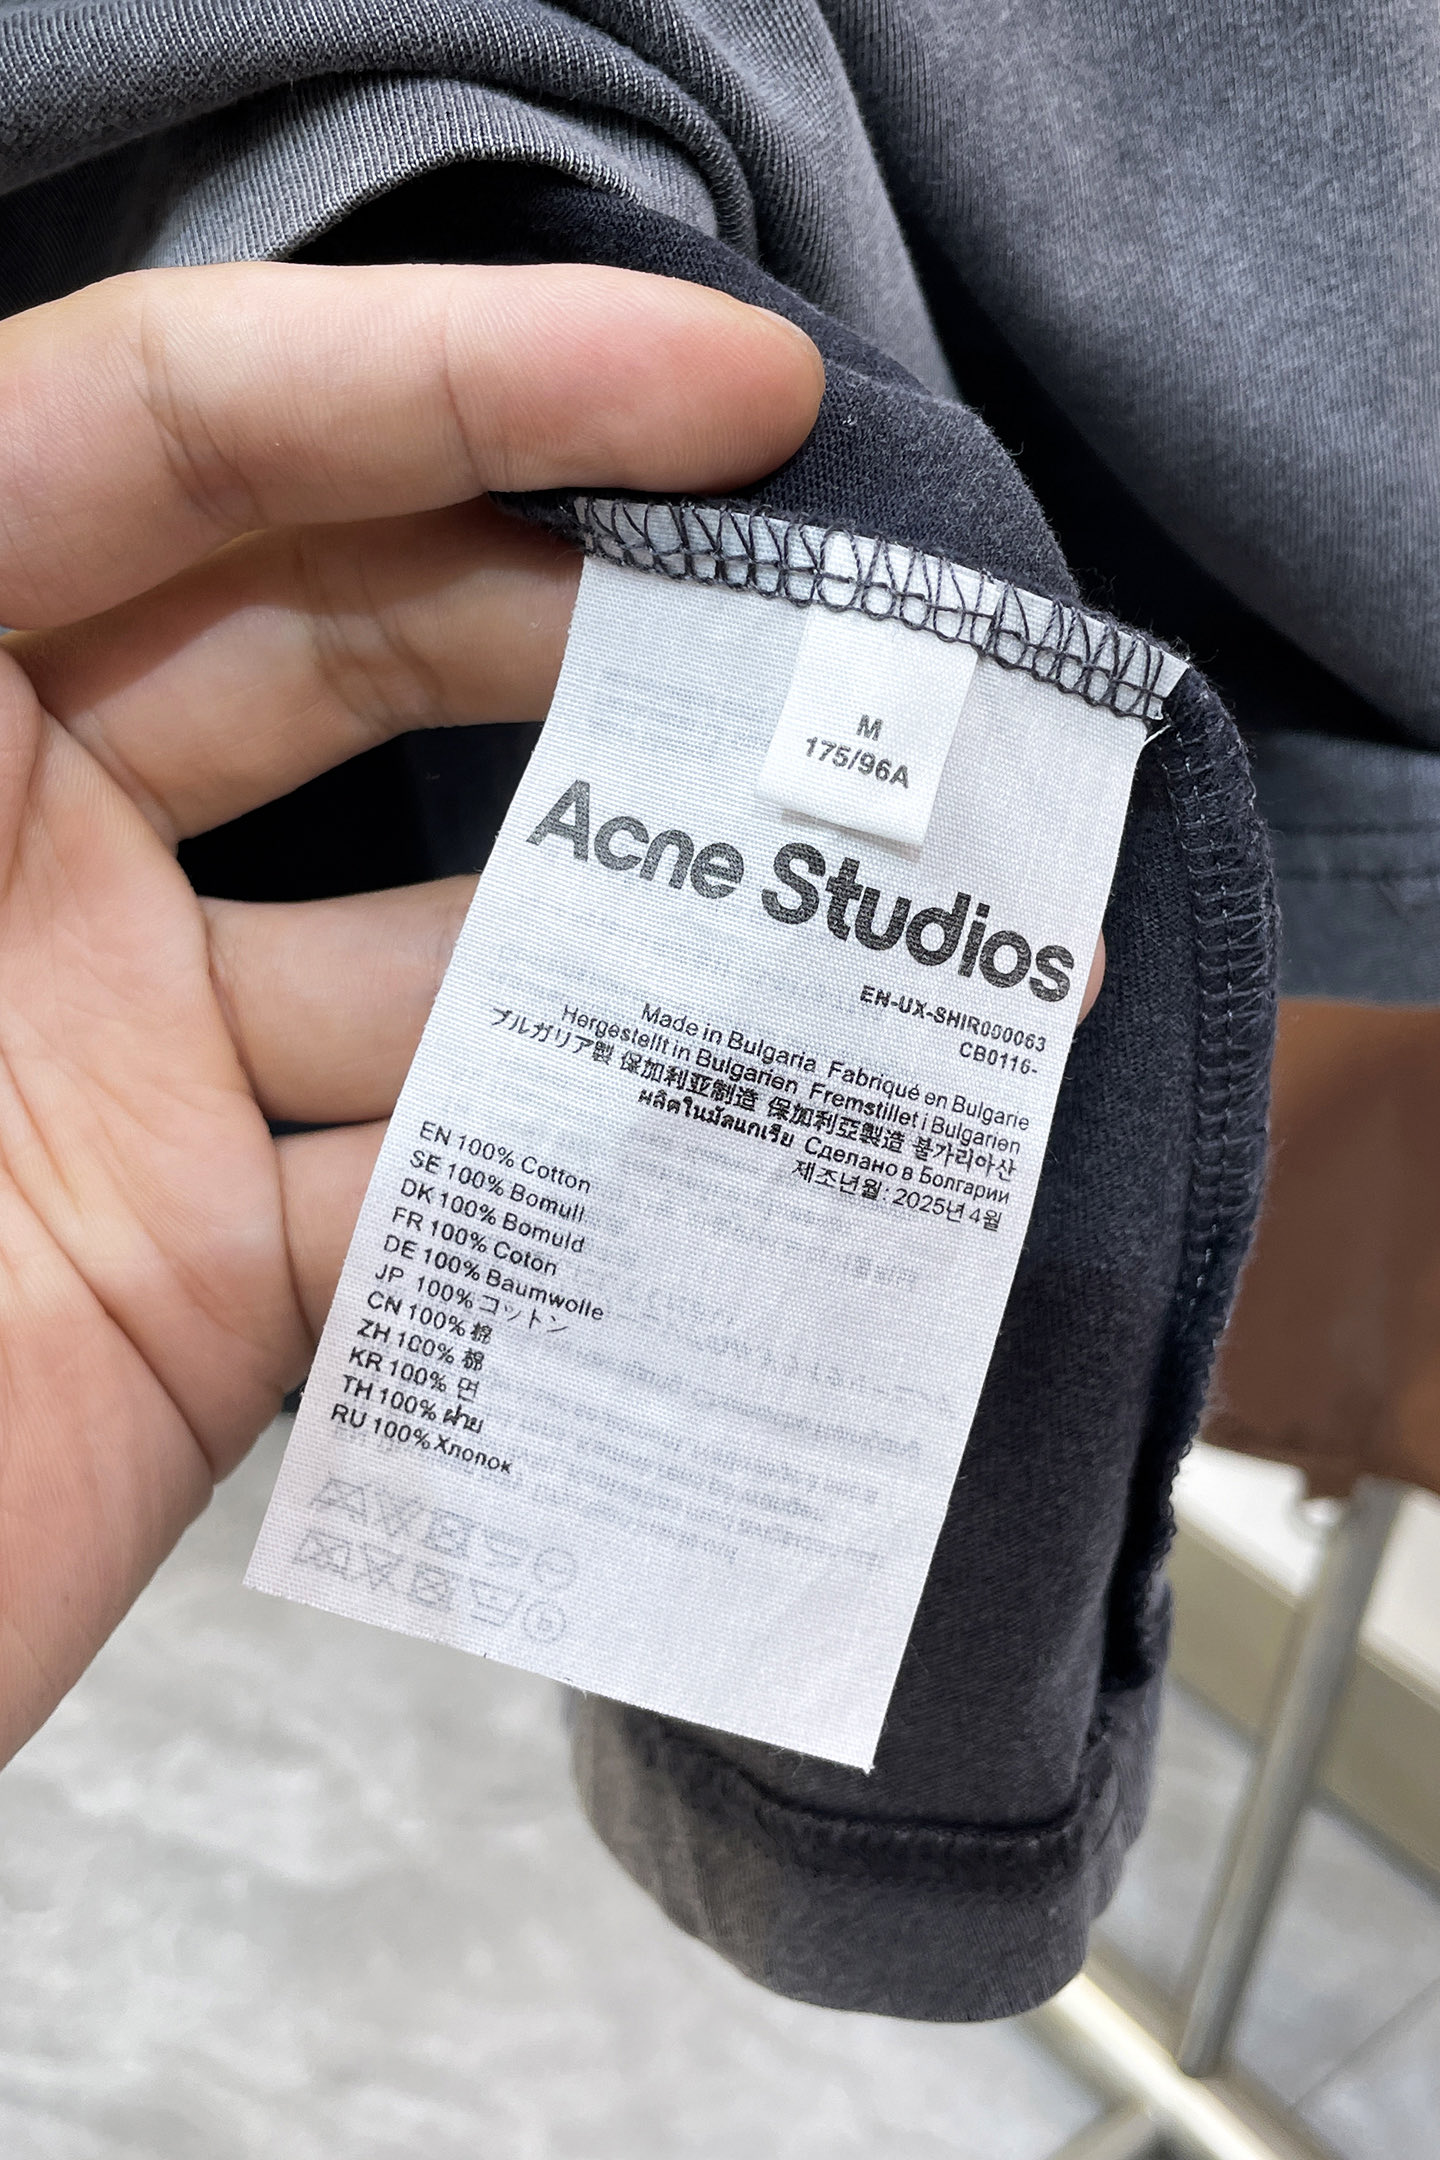 M
175/96A
Acne Studios
EN-UX-SHIR000063
CB0116-
Made in Bulgaria Fabriqué en Bulgarie
Hergestellt in Bulgarien Fremstillet i Bulgarien
ブルガリア製 保加利亚制造 保加利亞製造 불가리아산
ผลิตในบัลแกเรีย Сделано в Болгарии
제조년월: 2025년 4월
EN 100% Cotton
SE 100% Bomull
DK 100% Bomuld
FR 100% Coton
DE 100% Baumwolle
JP 100% コットン
CN 100% 棉
ZH 100% 棉
KR 100% 면
TH 100% ฝ้าย
RU 100% Хлопок